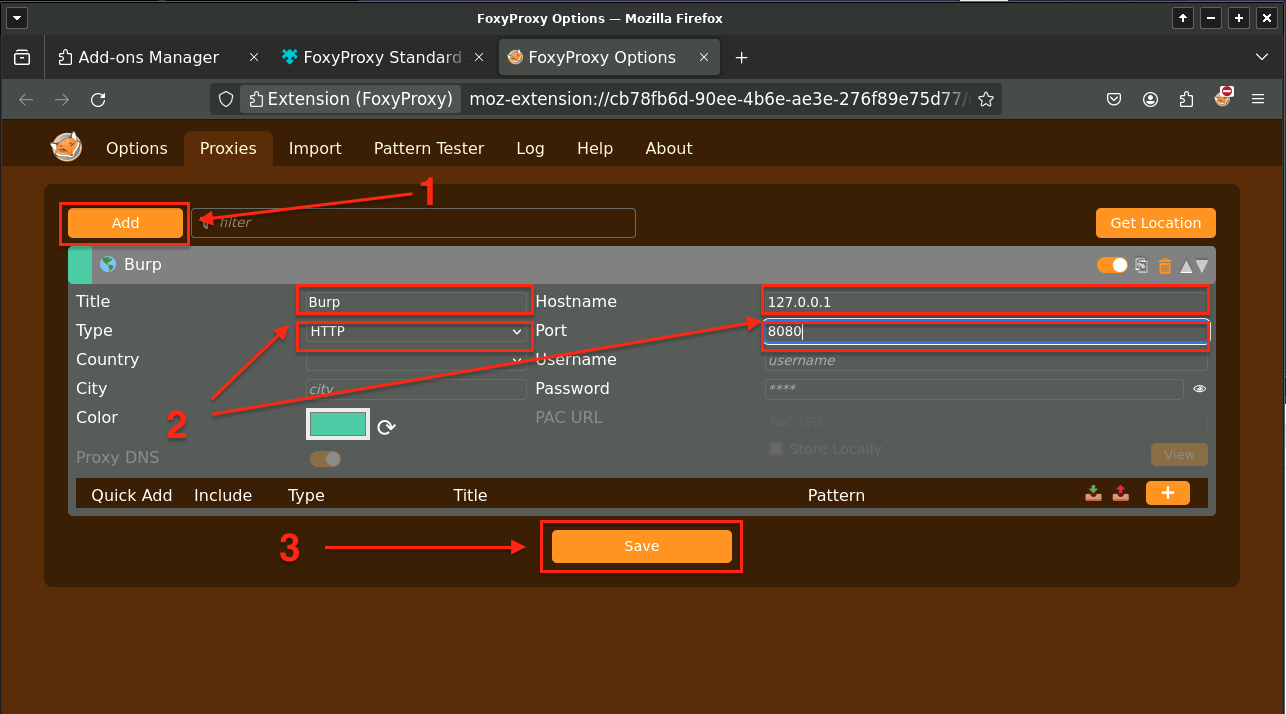 FoxyProxy Options — Mozilla Firefox
Add-ons Manager
FoxyProxy Standard
FoxyProxy Options
Extension (FoxyProxy)
moz-extension://cb78fb6d-90ee-4b6e-ae3e-276f89e75d77/
Options
Proxies
Import
Pattern Tester
Log
Help
About
1
Add
filter
Get Location
Burp
Title
Burp
Hostname
127.0.0.1
Type
HTTP
Port
8080
Country
Username
username
City
city
Password
****
2
Color
PAC URL
PAC URL
Store Locally
Proxy DNS
View
Quick Add
Include
Type
Title
Pattern
3
Save